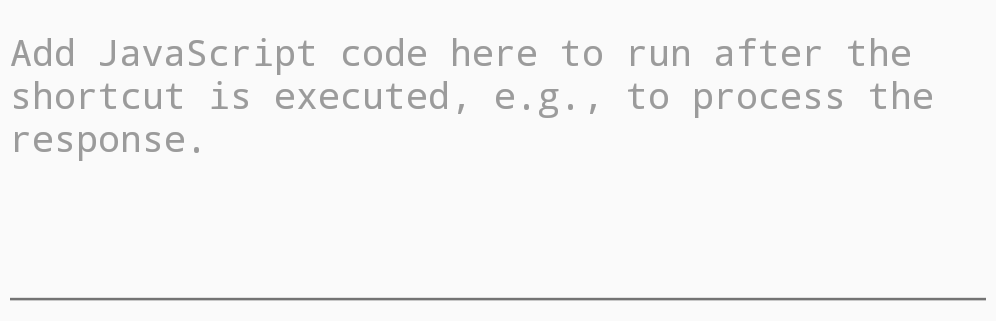 Add JavaScript code here to run after the
shortcut is executed, e.g., to process the
response.